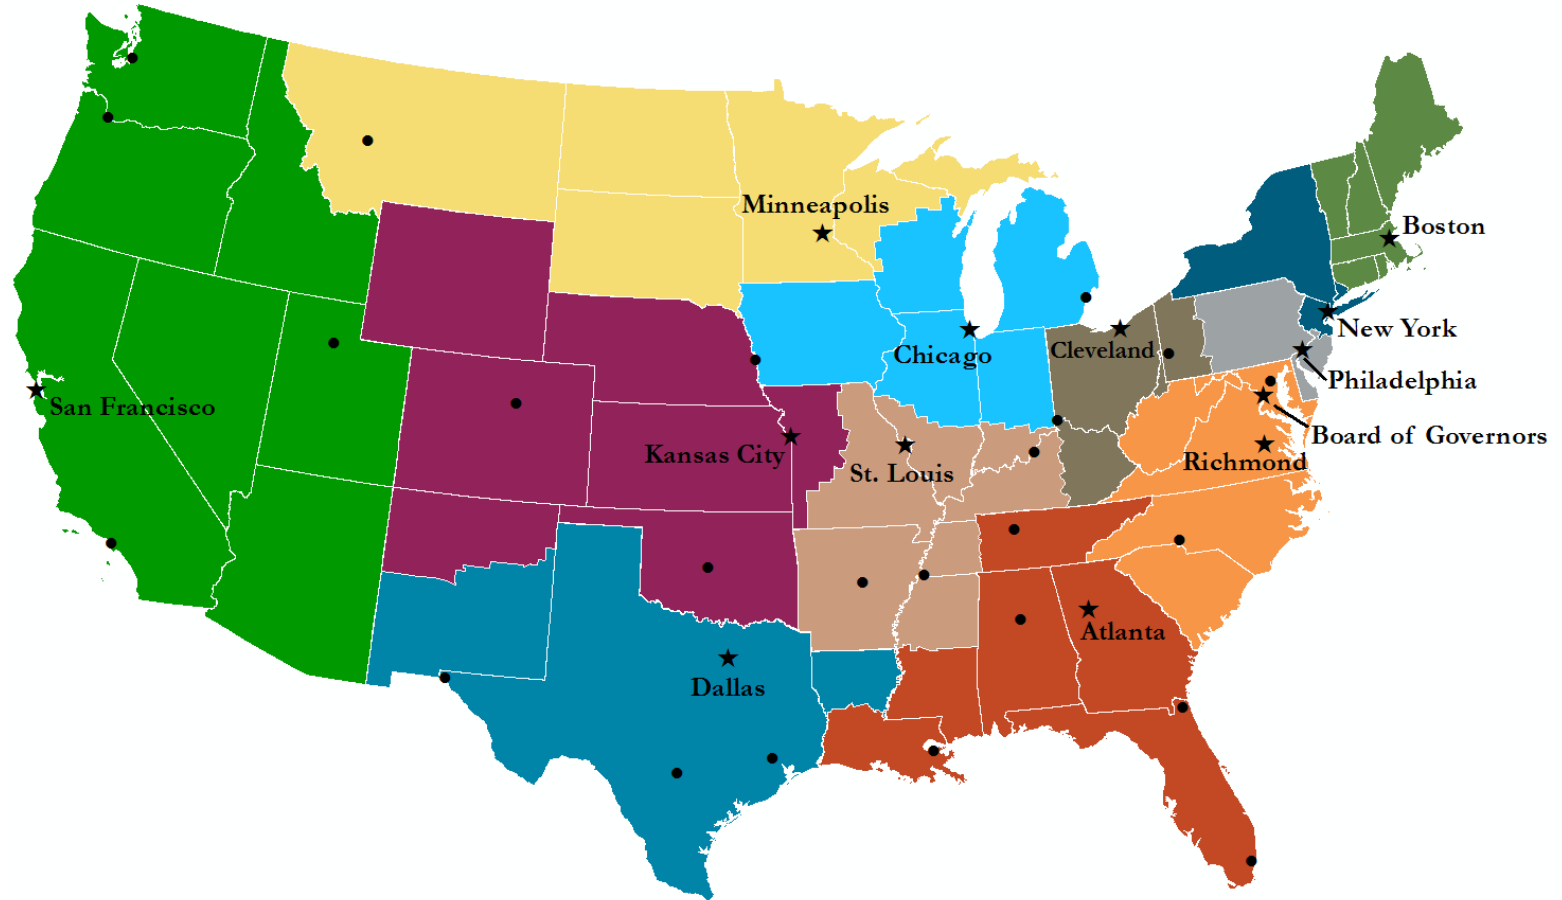 Minneapolis
Boston
New York
Chicago
Cleveland
Philadelphia
San Francisco
Board of Governors
Kansas City
St. Louis
Richmond
Atlanta
Dallas